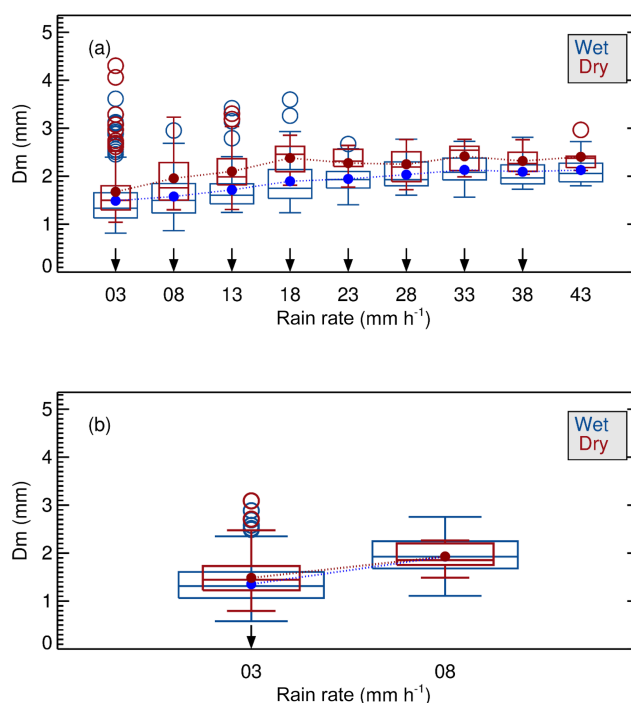 (a)
Wet
Dry
5
4
3
2
1
0
Dm (mm)
03 08 13 18 23 28 33 38 43
Rain rate (mm h⁻¹)
(b)
Wet
Dry
5
4
3
2
1
0
Dm (mm)
03 08
Rain rate (mm h⁻¹)